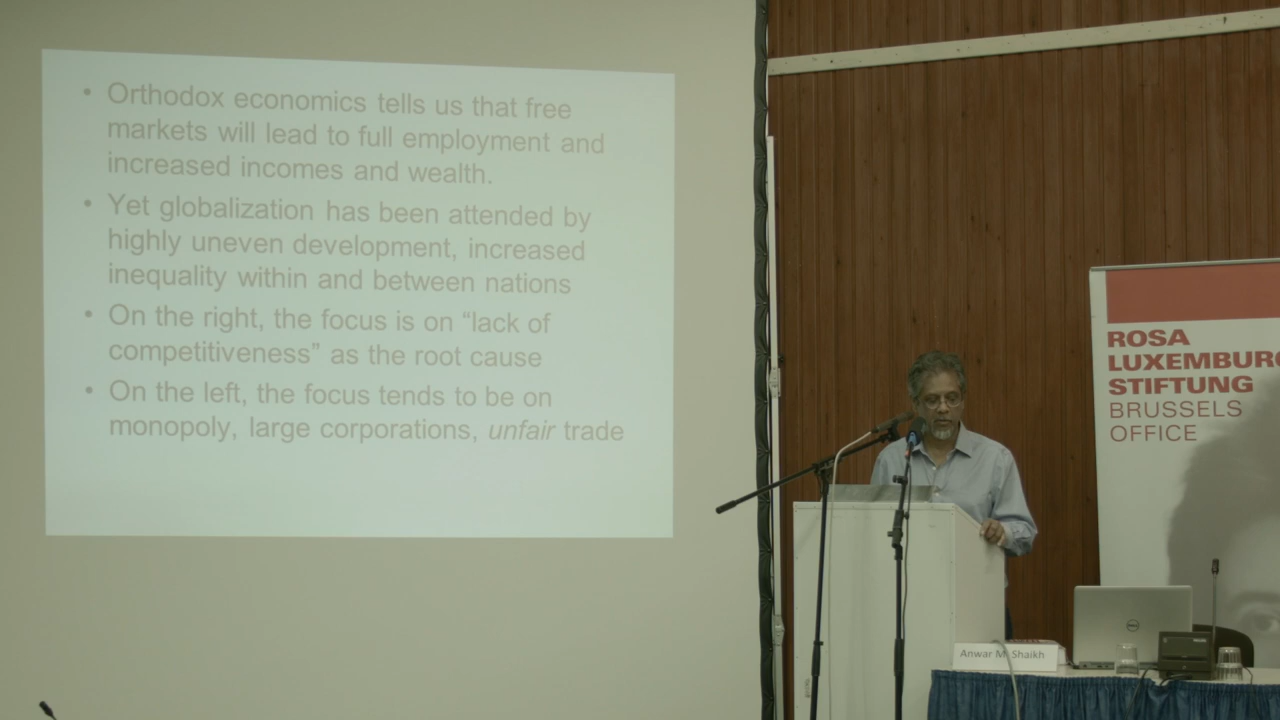 • Orthodox economics tells us that free
markets will lead to full employment and
increased incomes and wealth.
• Yet globalization has been attended by
highly uneven development, increased
inequality within and between nations
• On the right, the focus is on “lack of
competitiveness” as the root cause
• On the left, the focus tends to be on
monopoly, large corporations, unfair trade
ROSA
LUXEMBURG
STIFTUNG
BRUSSELS
OFFICE
Anwar M. Shaikh
DELL